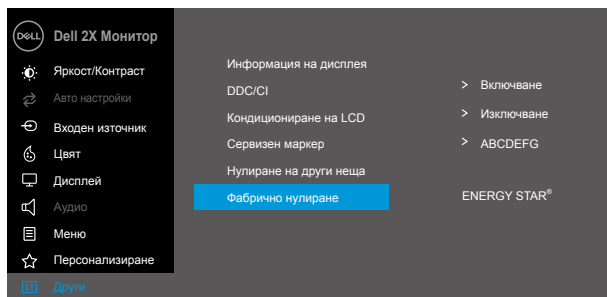 DELL Dell 2X Монитор
Яркост/Контраст
Авто настройки
Входен източник
Цвят
Дисплей
Аудио
Меню
Персонализиране
Други
Информация на дисплея
DDC/CI > Включване
Кондициониране на LCD > Изключване
Сервизен маркер > ABCDEFG
Нулиране на други неща
Фабрично нулиране ENERGY STAR®